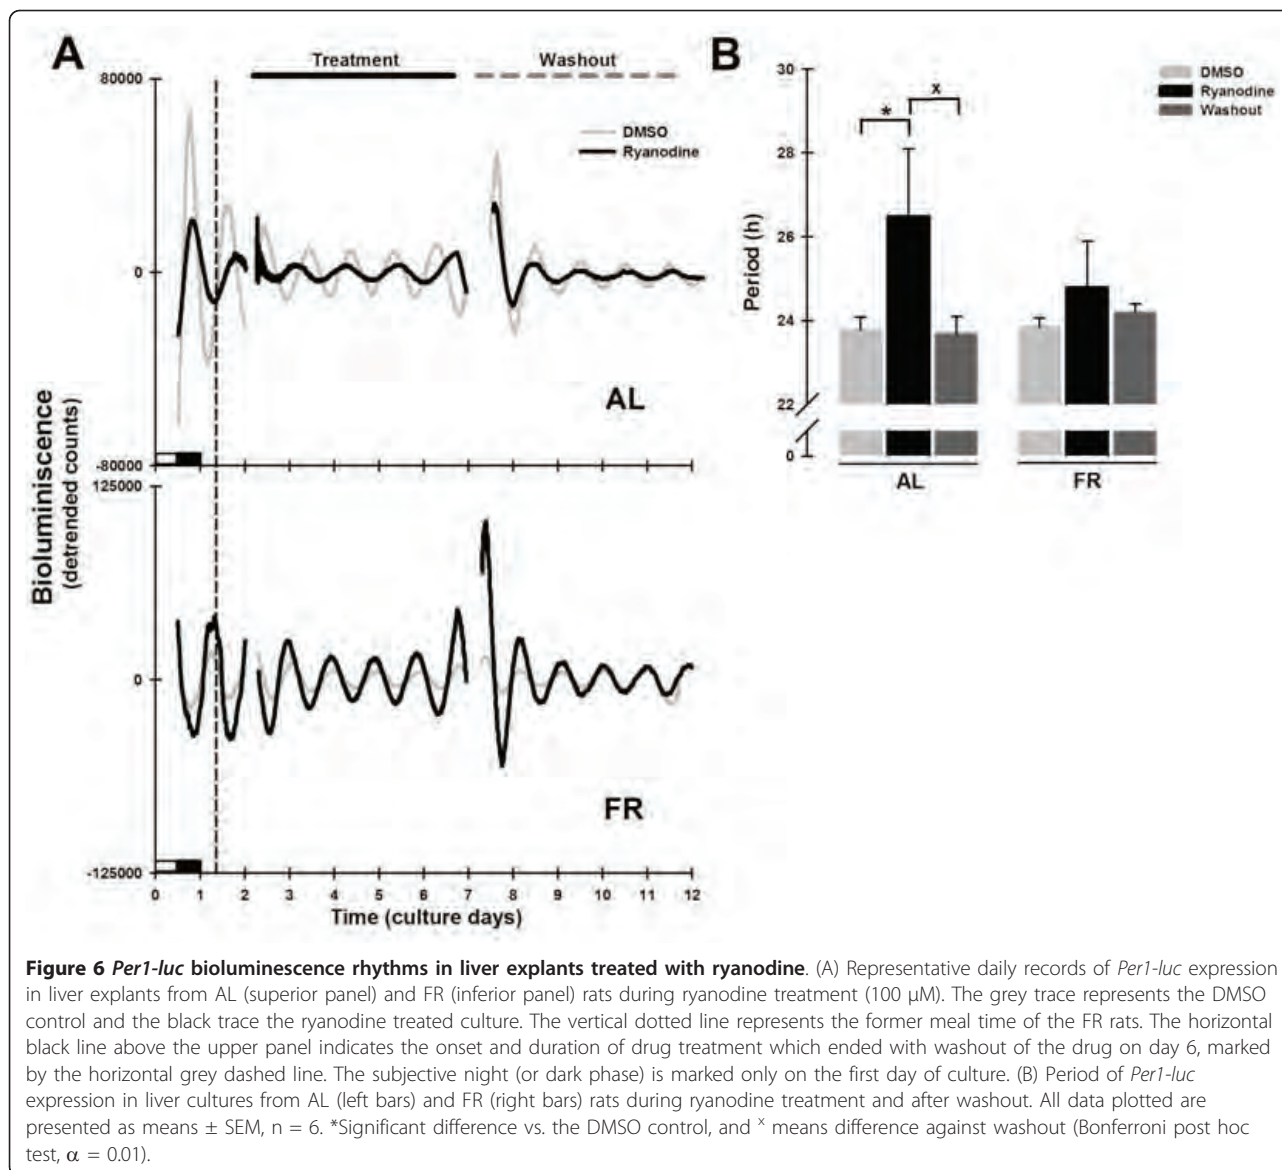 A
Treatment
Washout
80000
DMSO
Ryanodine
0
AL
-80000
Bioluminiscence
(detrended counts)
125000
0
FR
-125000
0 1 2 3 4 5 6 7 8 9 10 11 12
Time (culture days)
B
30
28
26
24
22
0
Period (h)
DMSO
Ryanodine
Washout
*
x
AL
FR
Figure 6 Per1-luc bioluminescence rhythms in liver explants treated with ryanodine. (A) Representative daily records of Per1-luc expression
in liver explants from AL (superior panel) and FR (inferior panel) rats during ryanodine treatment (100 μM). The grey trace represents the DMSO
control and the black trace the ryanodine treated culture. The vertical dotted line represents the former meal time of the FR rats. The horizontal
black line above the upper panel indicates the onset and duration of drug treatment which ended with washout of the drug on day 6, marked
by the horizontal grey dashed line. The subjective night (or dark phase) is marked only on the first day of culture. (B) Period of Per1-luc
expression in liver cultures from AL (left bars) and FR (right bars) rats during ryanodine treatment and after washout. All data plotted are
presented as means ± SEM, n = 6. *Significant difference vs. the DMSO control, and ˣ means difference against washout (Bonferroni post hoc
test, α = 0.01).